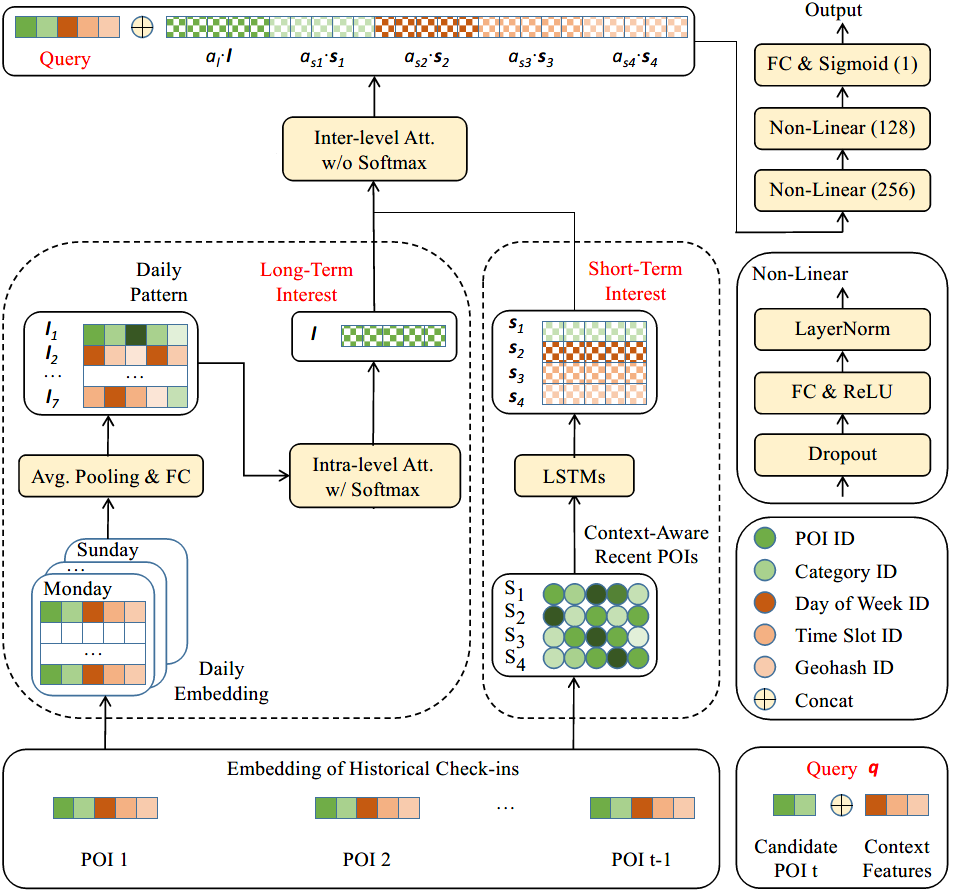 Query
a_l·l
a_s1·s_1
a_s2·s_2
a_s3·s_3
a_s4·s_4
Output
FC & Sigmoid (1)
Non-Linear (128)
Non-Linear (256)
Inter-level Att.
w/o Softmax
Daily
Pattern
Long-Term
Interest
l_1
l_2
...
l_7
...
l
Avg. Pooling & FC
Intra-level Att.
w/ Softmax
Sunday
...
Monday
...
Daily
Embedding
Short-Term
Interest
s_1
s_2
s_3
s_4
LSTMs
Context-Aware
Recent POIs
S_1
S_2
S_3
S_4
Non-Linear
LayerNorm
FC & ReLU
Dropout
POI ID
Category ID
Day of Week ID
Time Slot ID
Geohash ID
Concat
Embedding of Historical Check-ins
...
POI 1
POI 2
POI t-1
Query q
Candidate
POI t
Context
Features